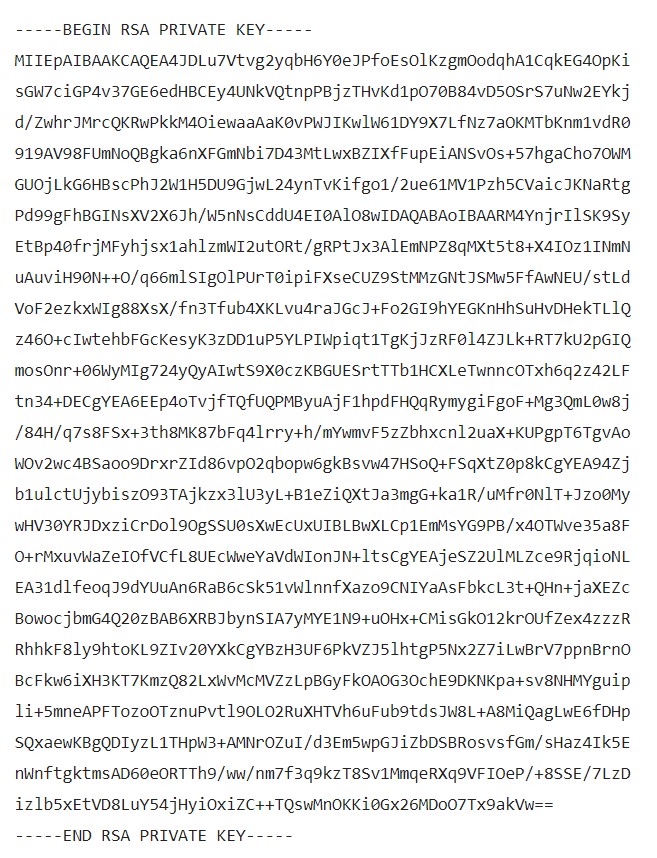 -----BEGIN RSA PRIVATE KEY-----
MIIEpAIBAAKCAQEA4JDLu7Vtvg2yqbH6Y0eJPfoEsOlKzgmOodqhA1CqkEG4OpKi
sGW7ciGP4v37GE6edHBCEy4UNkVQtnpPBjzTHvKd1pO70B84vD5OSrS7uNw2EYkj
d/ZwhrJMrcQKRwPkkM4OiewaaAaK0vPWJIKwlW61DY9X7LfNz7aOKMTbKnm1vdR0
919AV98FUmNoQBgka6nXFGmNbi7D43MtLwxBZIXfFupEiANSvOs+57hgaCho7OWM
GUOjLkG6HBscPhJ2W1H5DU9GjwL24ynTvKifgo1/2ue61MV1Pzh5CVaicJKNaRtg
Pd99gFhBGINsXV2X6Jh/W5nNsCddU4EI0AlO8wIDAQABAoIBAARM4YnjrIlSK9Sy
EtBp40frjMFyhjsx1ahlzmWI2utORt/gRPtJx3AlEmNPZ8qMXt5t8+X4IOz1INmN
uAuviH90N++O/q66mlSIgOlPUrT0ipiFXseCUZ9StMMzGNtJSMw5FfAwNEU/stLd
VoF2ezkxWIg88XsX/fn3Tfub4XKLvu4raJGcJ+Fo2GI9hYEGKnHhSuHvDHekTLlQ
z46O+cIwtehbFGcKesyK3zDD1uP5YLPIWpiqt1TgKjJzRF0l4ZJLk+RT7kU2pGIQ
mosOnr+06WyMIg724yQyAIwtS9X0czKBGUESrtTTb1HCXLeTwnncOTxh6q2z42LF
tn34+DECgYEA6EEp4oTvjfTQfUQPMByuAjF1hpdFHQqRymygiFgoF+Mg3QmL0w8j
/84H/q7s8FSx+3th8MK87bFq4lrry+h/mYwmvF5zZbhxcnl2uaX+KUPgpT6TgvAo
WOv2wc4BSaoo9DrxrZId86vpO2qbopw6gkBsvw47HSoQ+FSqXtZ0p8kCgYEA94Zj
b1ulctUjybiszO93TAjkzx3lU3yL+B1eZiQXtJa3mgG+ka1R/uMfr0NlT+Jzo0My
wHV30YRJDxziCrDol9OgSSU0sXwEcUxUIBLBwXLCp1EmMsYG9PB/x4OTWve35a8F
O+rMxuvWaZeIOfVCfL8UEcWweYaVdWIonJN+ltsCgYEAjeSZ2UlMLZce9RjqioNL
EA31dlfeoqJ9dYUuAn6RaB6cSk51vWlnnfXazo9CNIYaAsFbkcL3t+QHn+jaXEZc
BowocjbmG4Q20zBAB6XRBJbynSIA7yMYE1N9+uOHx+CMisGkO12krOUfZex4zzzR
RhhkF8ly9htoKL9ZIv20YXkCgYBzH3UF6PkVZJ5lhtgP5Nx2Z7iLwBrV7ppnBrnO
BcFkw6iXH3KT7KmzQ82LxWvMcMVZzLpBGyFkOAOG3OchE9DKNKpa+sv8NHMYguip
li+5mneAPFTozoOTznuPvtl9OLO2RuXHTVh6uFub9tdsJW8L+A8MiQagLwE6fDHp
SQxaewKBgQDIyzL1THpW3+AMNrOZuI/d3Em5wpGJiZbDSBRosvsfGm/sHaz4Ik5E
nWnftgktmsAD60eORTTh9/ww/nm7f3q9kzT8Sv1MmqeRXq9VFIOeP/+8SSE/7LzD
izlb5xEtVD8LuY54jHyiOxiZC++TQswMnOKKi0Gx26MDoO7Tx9akVw==
-----END RSA PRIVATE KEY-----